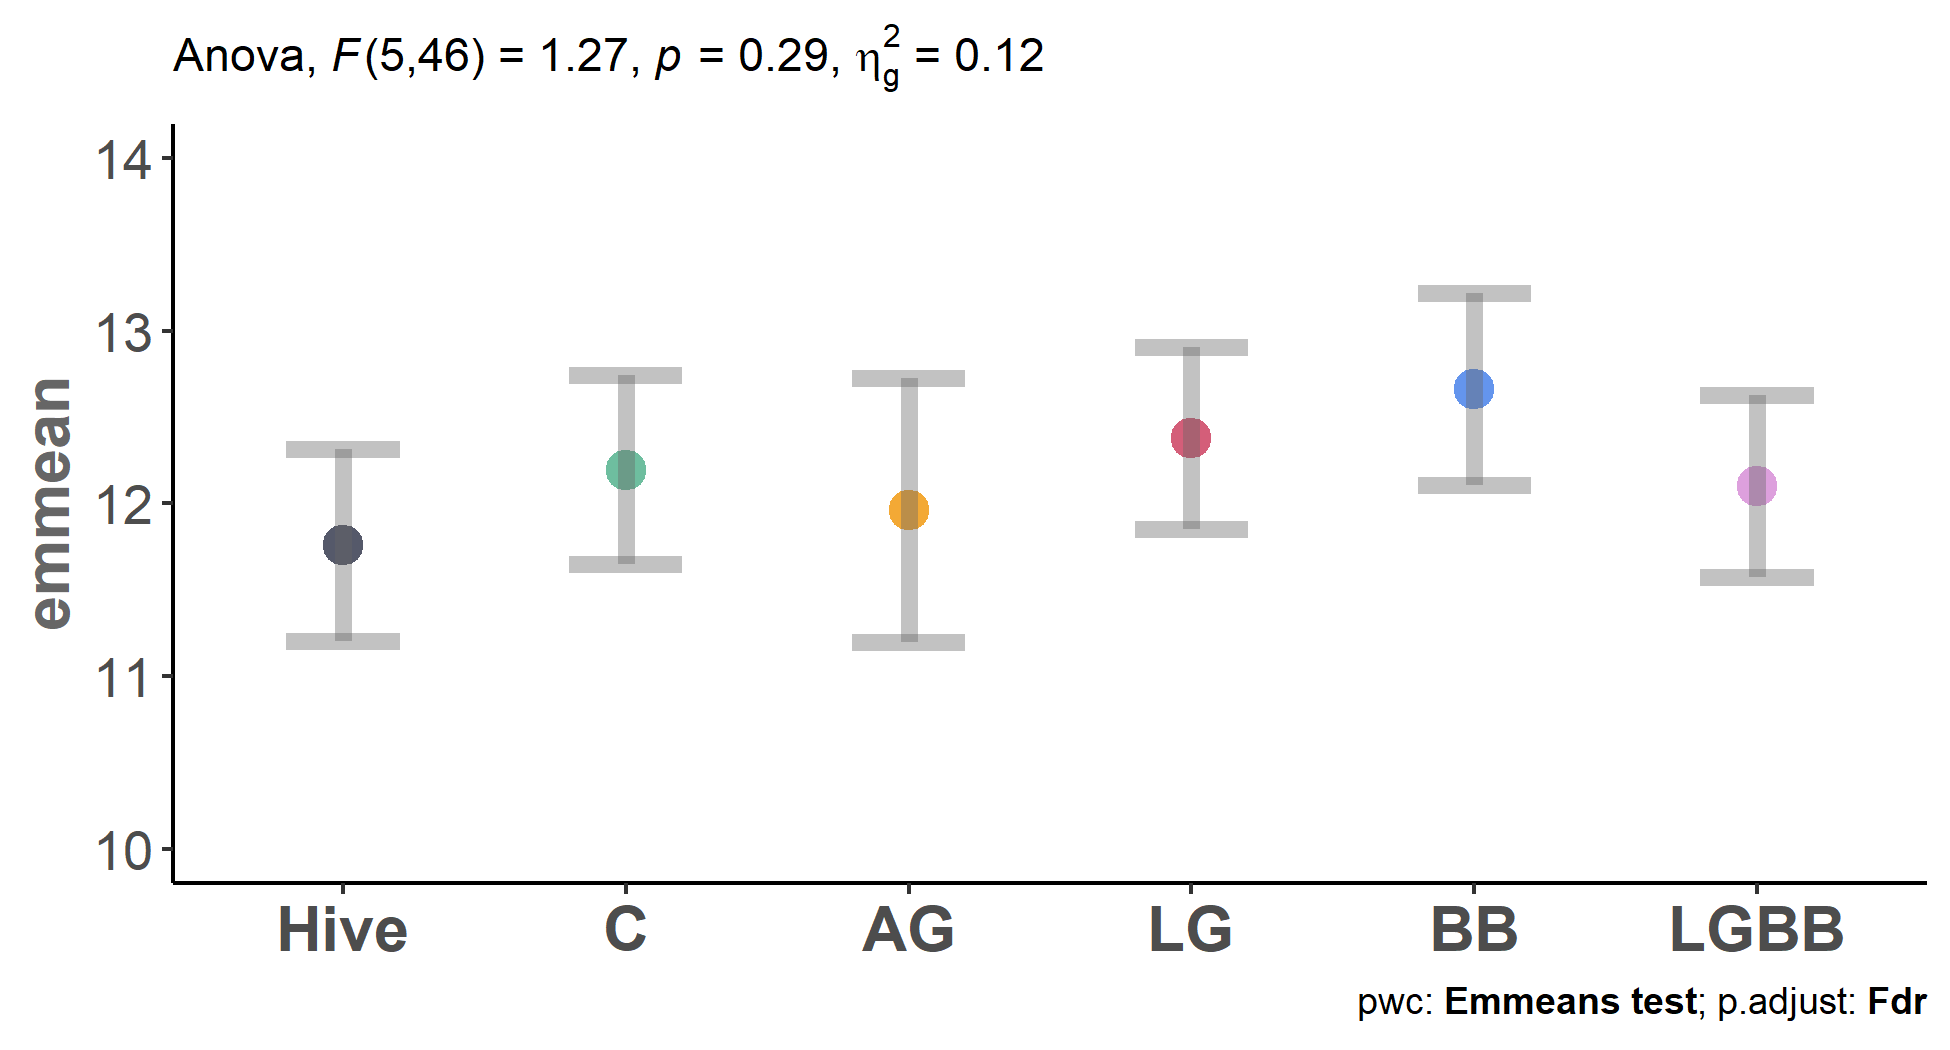 Anova, F(5,46) = 1.27, p = 0.29, η²g = 0.12
14
13
12
11
10
emmean
Hive C AG LG BB LGBB
pwc: Emmeans test; p.adjust: Fdr